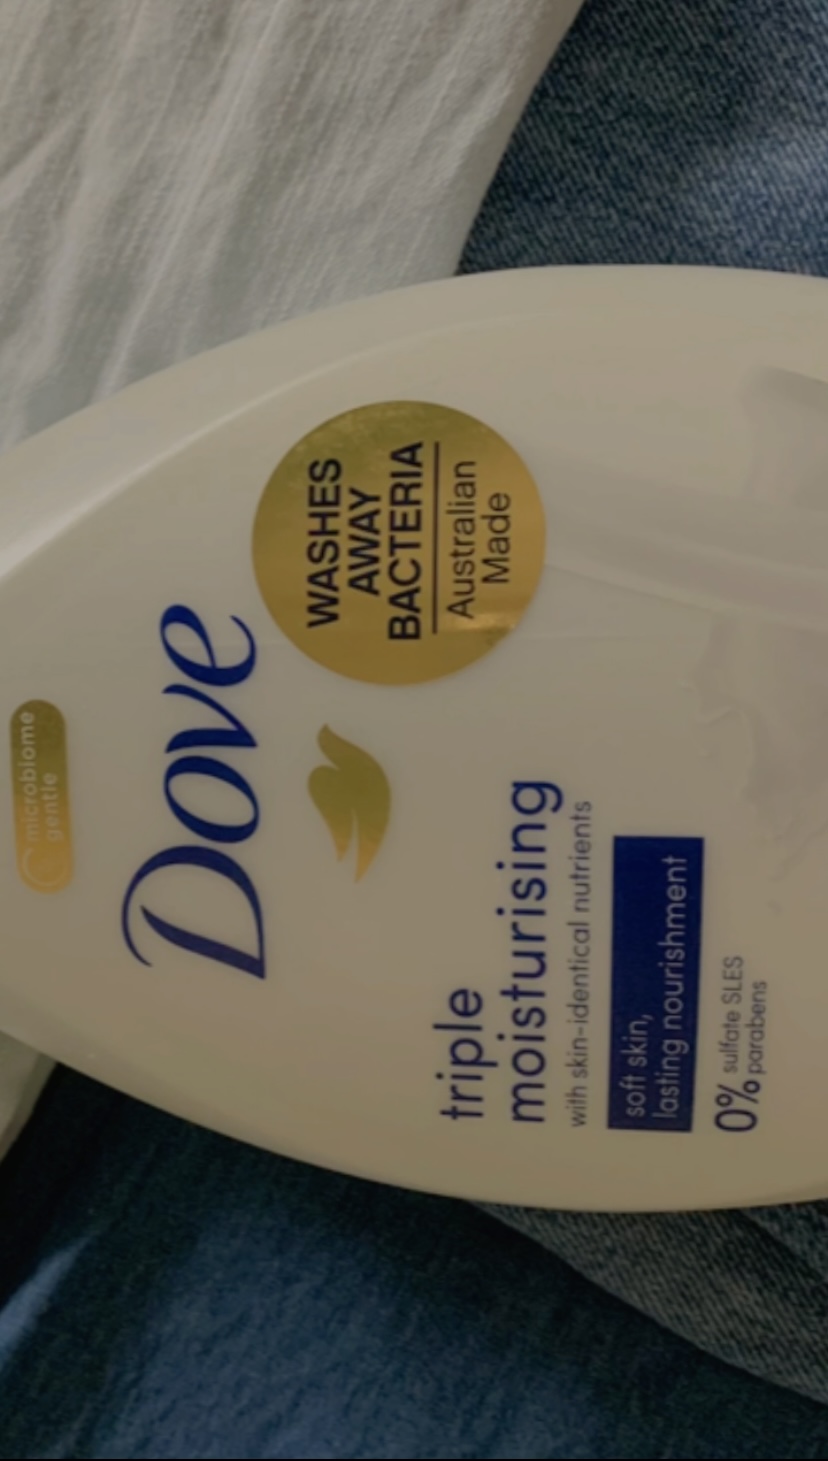 microbiome
gentle
Dove
WASHES
AWAY
BACTERIA
Australian
Made
triple
moisturising
with skin-identical nutrients
soft skin,
lasting nourishment
0% sulfate SLES
parabens